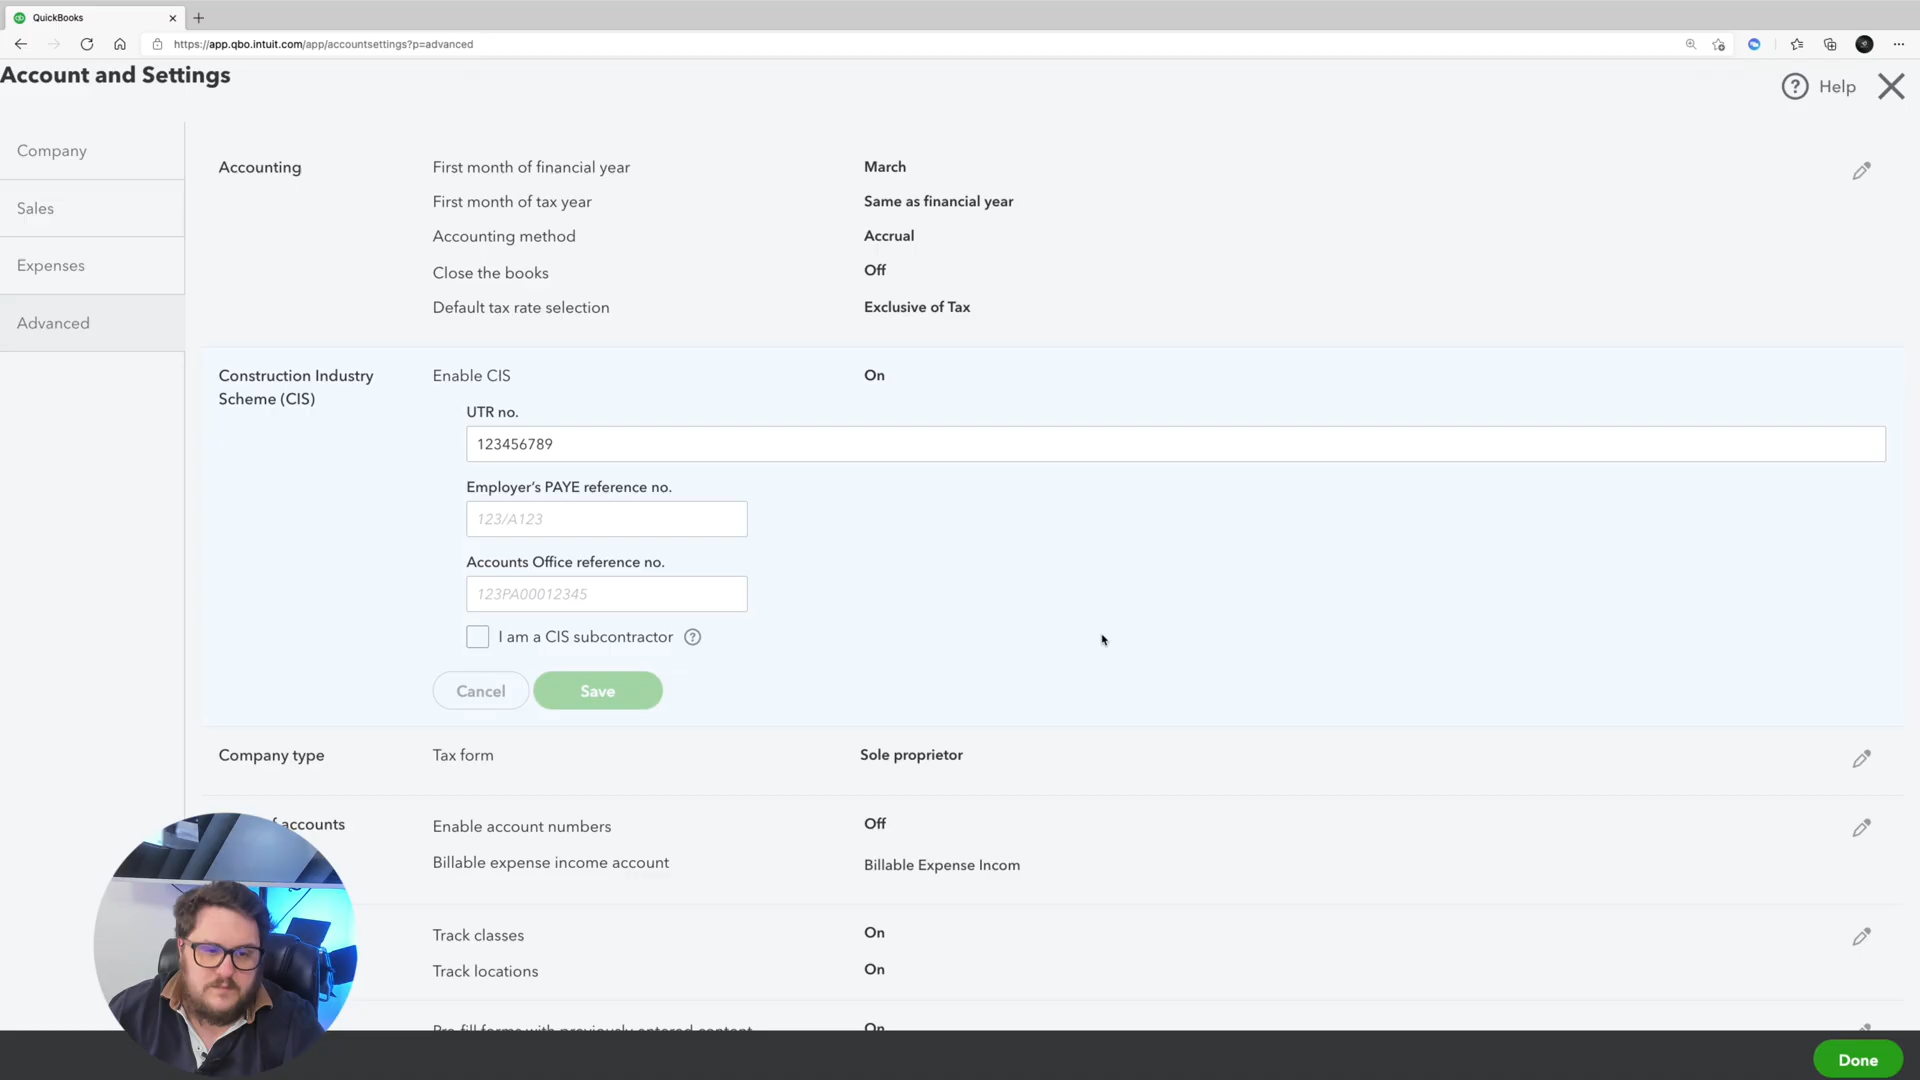 QuickBooks
https://app.qbo.intuit.com/app/accountsettings?p=advanced
Account and Settings
Help
Company
Sales
Expenses
Advanced
Accounting
First month of financial year
March
First month of tax year
Same as financial year
Accounting method
Accrual
Close the books
Off
Default tax rate selection
Exclusive of Tax
Construction Industry
Scheme (CIS)
Enable CIS
On
UTR no.
123456789
Employer's PAYE reference no.
123/A123
Accounts Office reference no.
123PA00012345
I am a CIS subcontractor
Cancel
Save
Company type
Tax form
Sole proprietor
accounts
Enable account numbers
Off
Billable expense income account
Billable Expense Incom
Track classes
On
Track locations
On
Pre-fill forms with previously entered content
On
Done